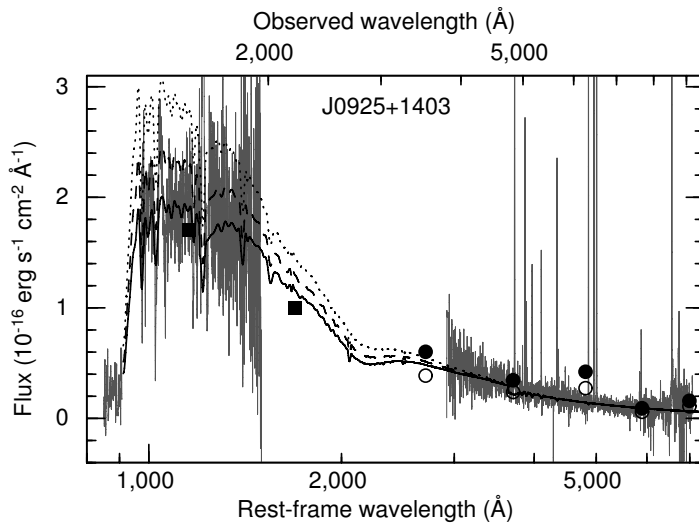 Observed wavelength (Å)
2,000 5,000
J0925+1403
3
2
1
0
Flux (10⁻¹⁶ erg s⁻¹ cm⁻² Å⁻¹)
1,000 2,000 5,000
Rest-frame wavelength (Å)